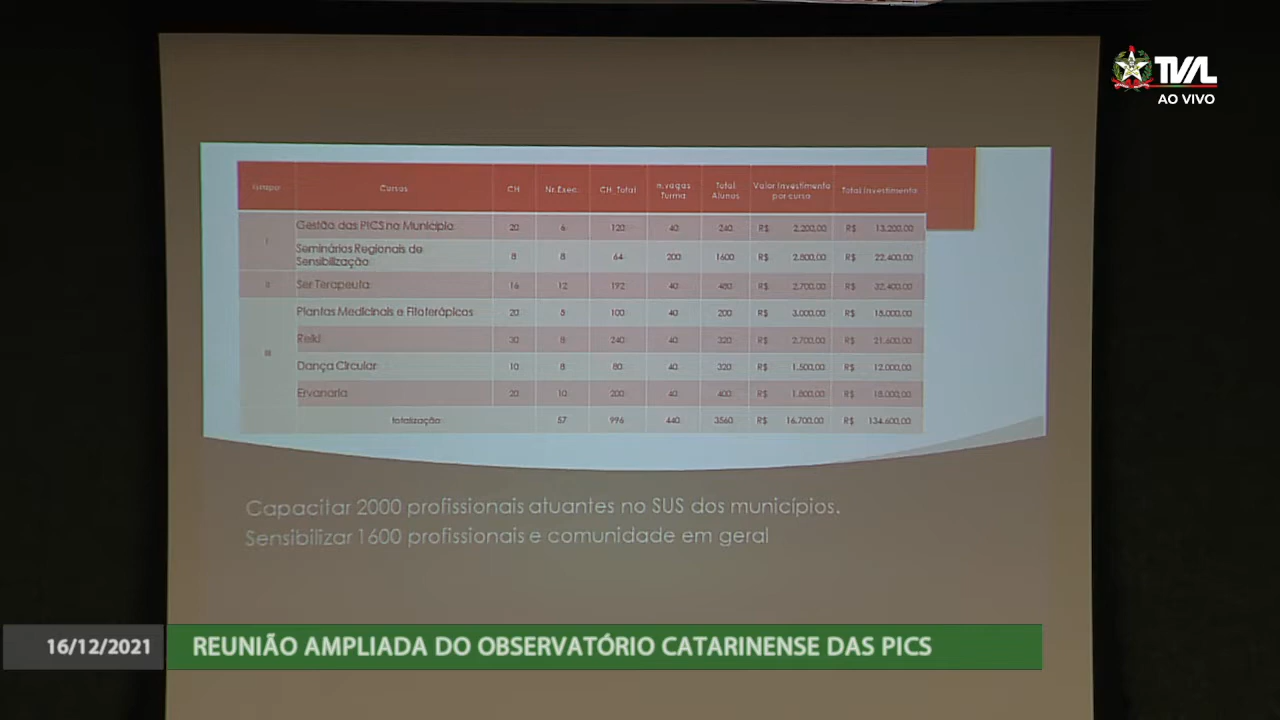 TVAL
AO VIVO
Grupo Cursos CH Nr.Exec. CH_Total n.vagas Turma Total Alunos Valor Investimento por curso Total Investimento
I
Gestão das PICS no Município 20 6 120 40 240 R$ 2.200,00 R$ 13.200,00
Seminários Regionais de
Sensibilização 8 8 64 200 1600 R$ 2.800,00 R$ 22.400,00
II Ser Terapeuta 16 12 192 40 480 R$ 2.700,00 R$ 32.400,00
Plantas Medicinais e Fitoterápicos 20 5 100 40 200 R$ 3.000,00 R$ 15.000,00
III
Reiki 30 8 240 40 320 R$ 2.700,00 R$ 21.600,00
Dança Circular 10 8 80 40 320 R$ 1.500,00 R$ 12.000,00
Ervanaria 20 10 200 40 400 R$ 1.800,00 R$ 18.000,00
totalização 57 996 440 3560 R$ 16.700,00 R$ 134.600,00
Capacitar 2000 profissionais atuantes no SUS dos municípios.
Sensibilizar 1600 profissionais e comunidade em geral
16/12/2021 REUNIÃO AMPLIADA DO OBSERVATÓRIO CATARINENSE DAS PICS